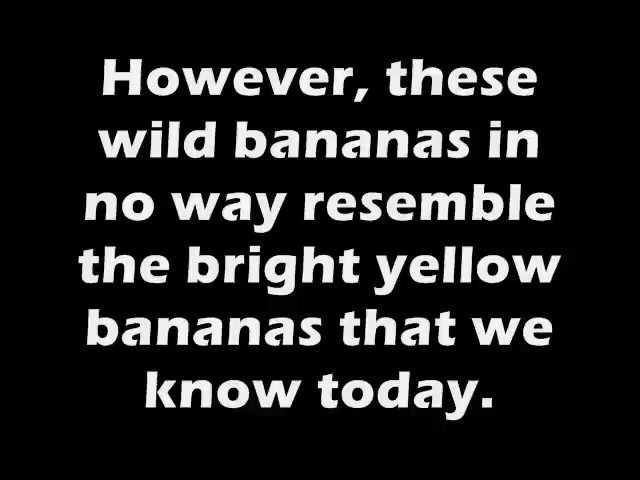 However, these
wild bananas in
no way resemble
the bright yellow
bananas that we
know today.